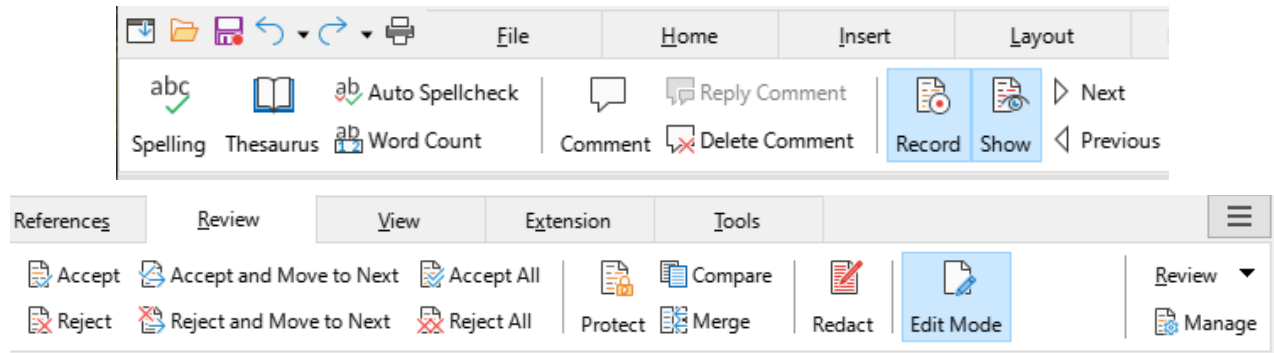 File Home Insert Layout
abc ab Auto Spellcheck Reply Comment Next
Spelling Thesaurus ab 12 Word Count Comment Delete Comment Record Show Previous
References Review View Extension Tools
Accept Accept and Move to Next Accept All Compare Review
Reject Reject and Move to Next Reject All Protect Merge Redact Edit Mode Manage